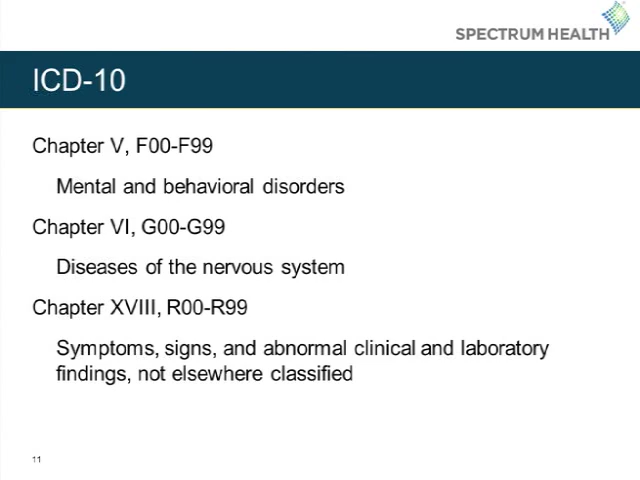 SPECTRUM HEALTH
ICD-10
Chapter V, F00-F99
Mental and behavioral disorders
Chapter VI, G00-G99
Diseases of the nervous system
Chapter XVIII, R00-R99
Symptoms, signs, and abnormal clinical and laboratory
findings, not elsewhere classified
11